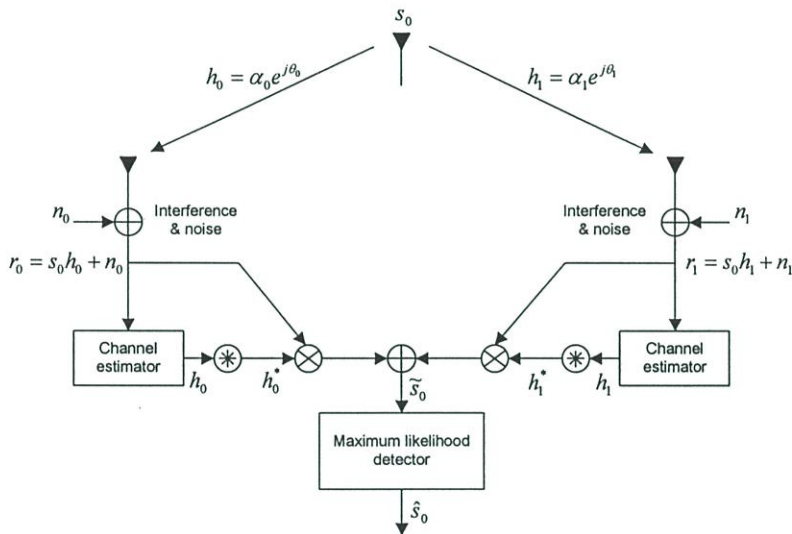 s₀
h₀ = α₀e^{jθ₀}
h₁ = α₁e^{jθ₁}
n₀
Interference
& noise
Interference
& noise
n₁
r₀ = s₀h₀ + n₀
r₁ = s₀h₁ + n₁
Channel
estimator
h₀
h₀*
s̃₀
h₁*
h₁
Channel
estimator
Maximum likelihood
detector
ŝ₀